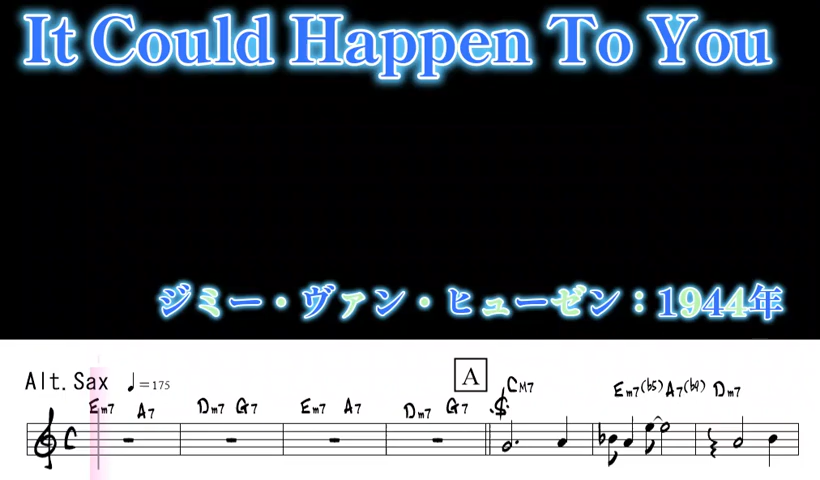 It Could Happen To You
ジミー・ヴァン・ヒューゼン：1944年
A
Alt. Sax ♩=175
CM7 Em7(b5) A7(b9) Dm7
Em7 A7 Dm7 G7 Em7 A7 Dm7 G7